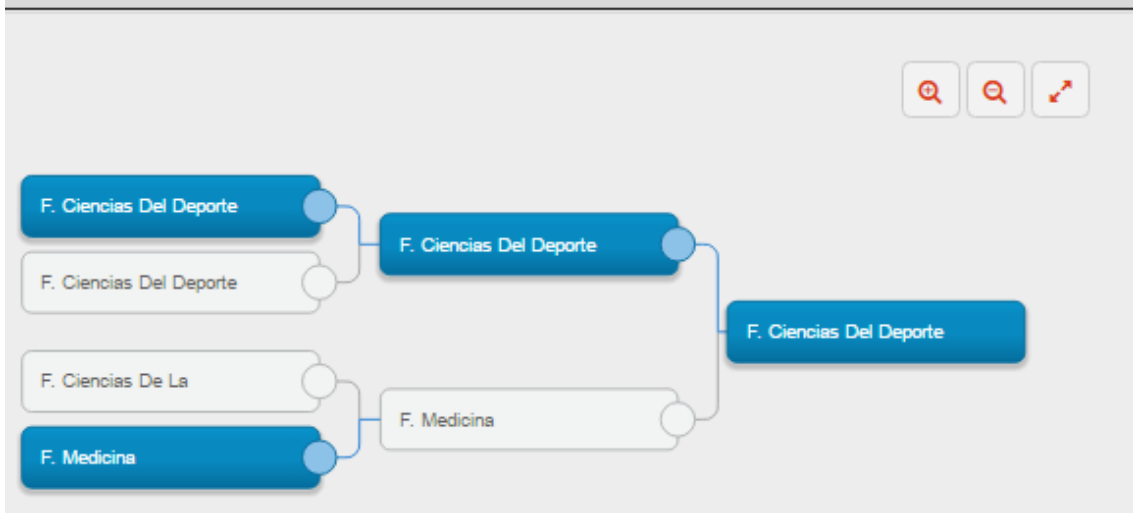 F. Ciencias Del Deporte
F. Ciencias Del Deporte
F. Ciencias De La
F. Medicina
F. Ciencias Del Deporte
F. Medicina
F. Ciencias Del Deporte